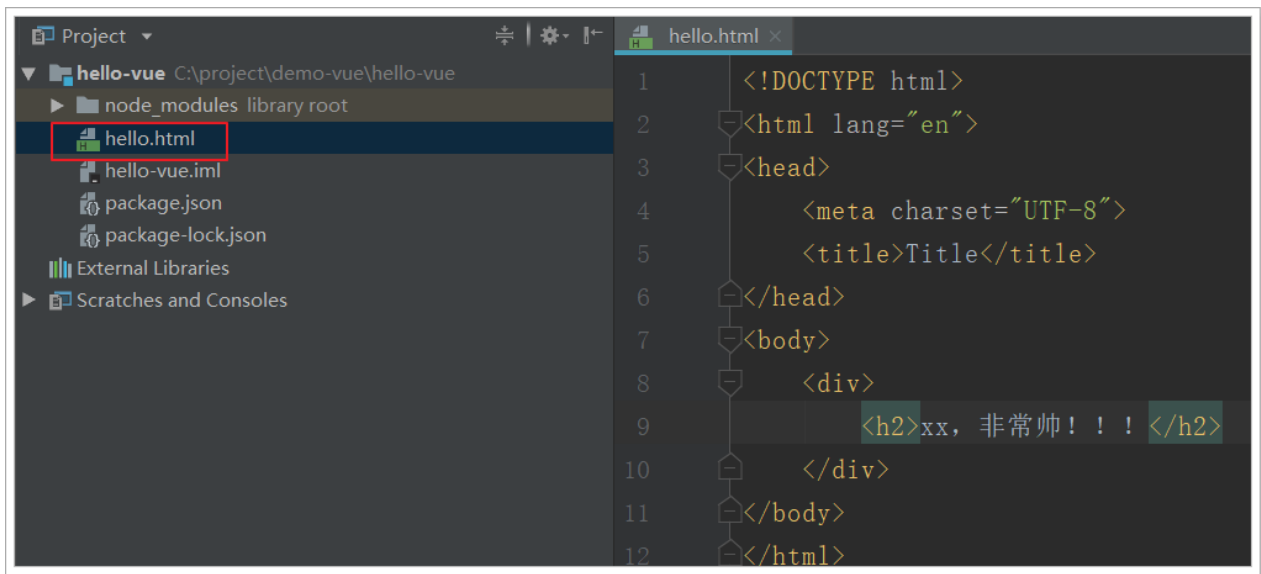 Project
hello-vue C:\project\demo-vue\hello-vue
node_modules library root
hello.html
hello-vue.iml
package.json
package-lock.json
External Libraries
Scratches and Consoles
hello.html
1 <!DOCTYPE html>
2 <html lang="en">
3 <head>
4 <meta charset="UTF-8">
5 <title>Title</title>
6 </head>
7 <body>
8 <div>
9 <h2>xx，非常帅！！！</h2>
10 </div>
11 </body>
12 </html>